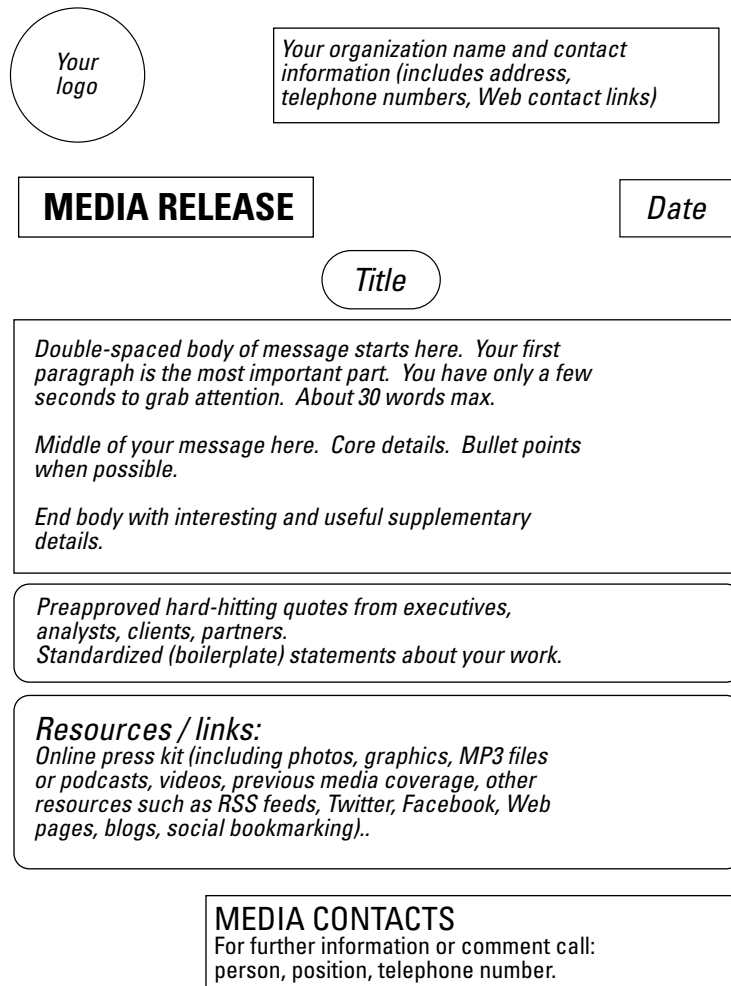 Your
logo
Your organization name and contact
information (includes address,
telephone numbers, Web contact links)
MEDIA RELEASE
Date
Title
Double-spaced body of message starts here.  Your first
paragraph is the most important part.  You have only a few
seconds to grab attention.  About 30 words max.
Middle of your message here.  Core details.  Bullet points
when possible.
End body with interesting and useful supplementary
details.
Preapproved hard-hitting quotes from executives,
analysts, clients, partners.
Standardized (boilerplate) statements about your work.
Resources / links:
Online press kit (including photos, graphics, MP3 files
or podcasts, videos, previous media coverage, other
resources such as RSS feeds, Twitter, Facebook, Web
pages, blogs, social bookmarking)..
MEDIA CONTACTS
For further information or comment call:
person, position, telephone number.